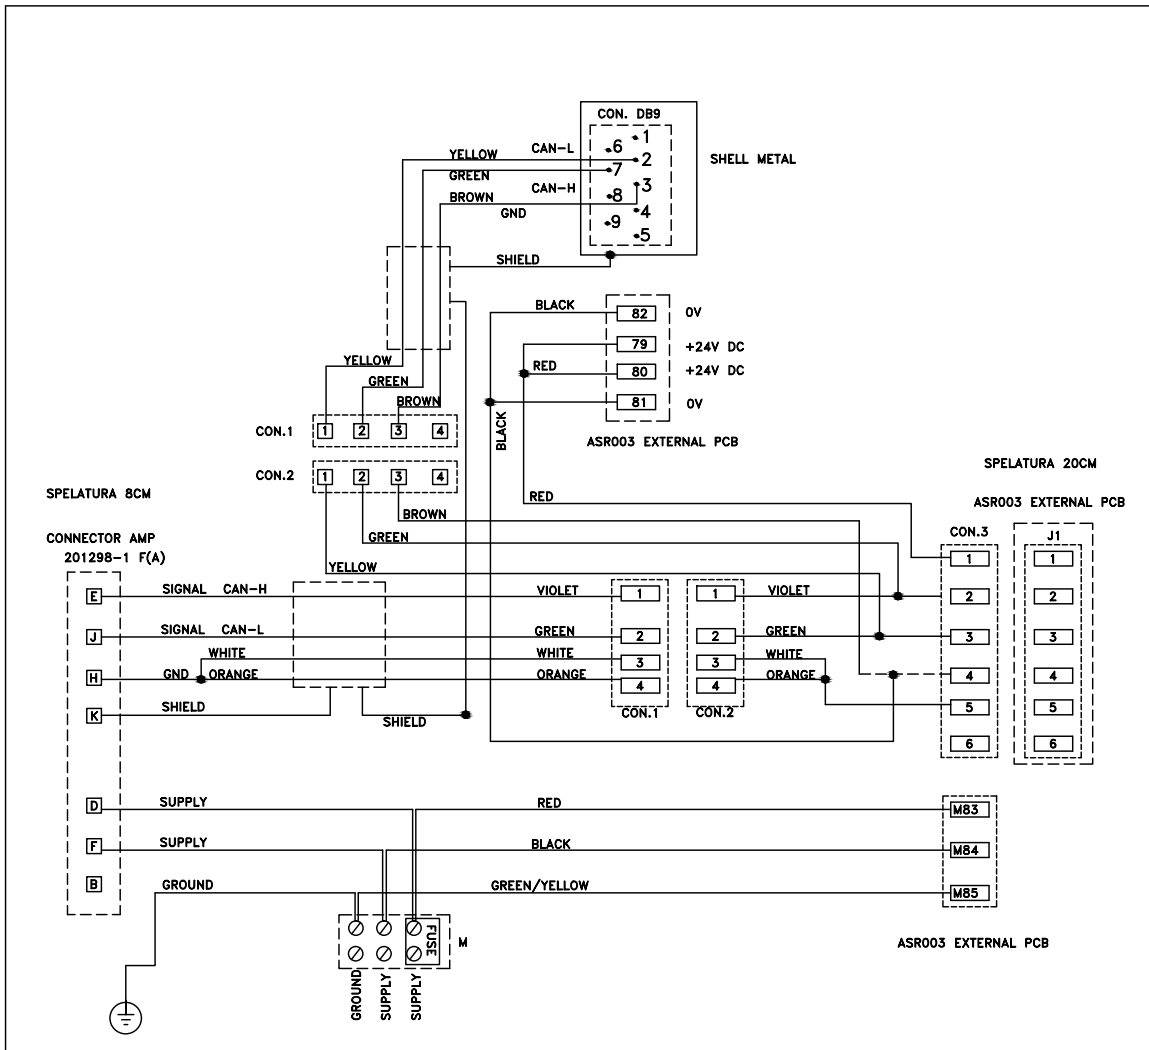 CON. DB9
1
6
CAN-L
YELLOW
2
SHELL METAL
7
GREEN
CAN-H
3
BROWN
8
GND
4
9
5
SHIELD
BLACK
82
0V
79
+24V DC
RED
80
+24V DC
81
0V
BLACK
ASR003 EXTERNAL PCB
YELLOW
GREEN
BROWN
CON.1
1 2 3 4
CON.2
1 2 3 4
SPELATURA 8CM
SPELATURA 20CM
RED
ASR003 EXTERNAL PCB
BROWN
CONNECTOR AMP
201298-1 F(A)
GREEN
CON.3
J1
YELLOW
1
1
E
SIGNAL CAN-H
VIOLET
1
1
VIOLET
2
2
J
SIGNAL CAN-L
GREEN
2
2
GREEN
3
3
WHITE
WHITE
3
3
WHITE
H
GND
ORANGE
ORANGE
4
4
ORANGE
4
4
K
SHIELD
SHIELD
CON.1
CON.2
5
5
6
6
D
SUPPLY
RED
M83
F
SUPPLY
BLACK
M84
B
GROUND
GREEN/YELLOW
M85
FUSE
M
ASR003 EXTERNAL PCB
GROUND
SUPPLY
SUPPLY